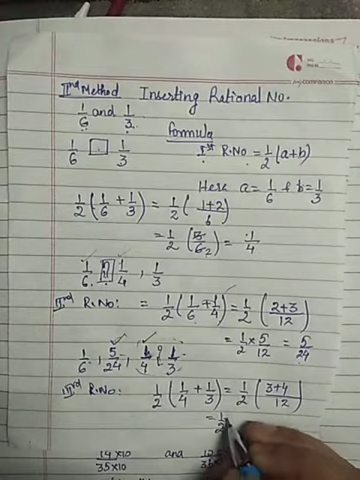 IInd Method Inserting Rational No.
1/6 and 1/3
Formula
1/6 □ 1/3
Ist R.No = 1/2 (a+b)
Here a = 1/6 & b = 1/3
1/2 (1/6 + 1/3) = 1/2 (1+2/6)
= 1/2 (3/6 2) = 1/4
1/6, □ 1/4, 1/3
IInd R.No: = 1/2 (1/6 + 1/4) = 1/2 (2+3/12)
= 1/2 × 5/12 = 5/24
1/6, 5/24, 1/4, 1/3
IIIrd R.No: 1/2 (1/4 + 1/3) = 1/2 (3+4/12)
= 1/2
14×10/35×10 and